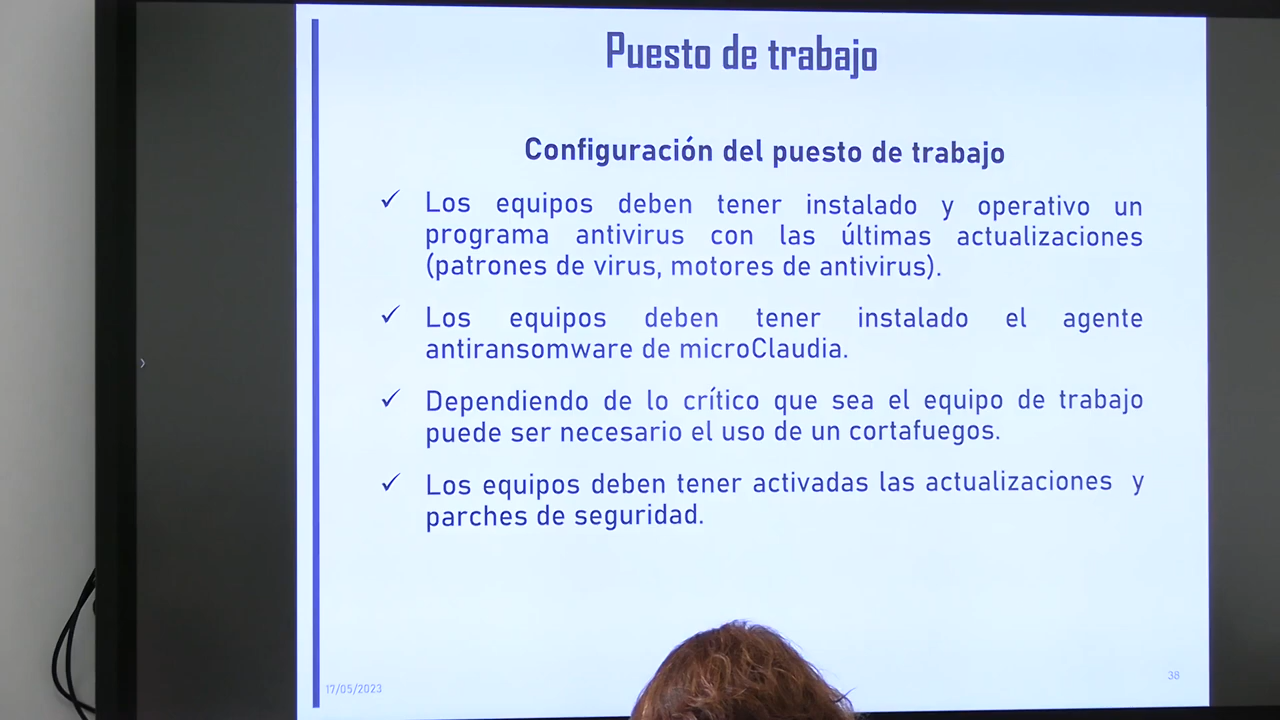 Puesto de trabajo
Configuración del puesto de trabajo
✓ Los equipos deben tener instalado y operativo un
programa antivirus con las últimas actualizaciones
(patrones de virus, motores de antivirus).
✓ Los equipos deben tener instalado el agente
antiransomware de microClaudia.
✓ Dependiendo de lo crítico que sea el equipo de trabajo
puede ser necesario el uso de un cortafuegos.
✓ Los equipos deben tener activadas las actualizaciones y
parches de seguridad.
17/05/2023
38